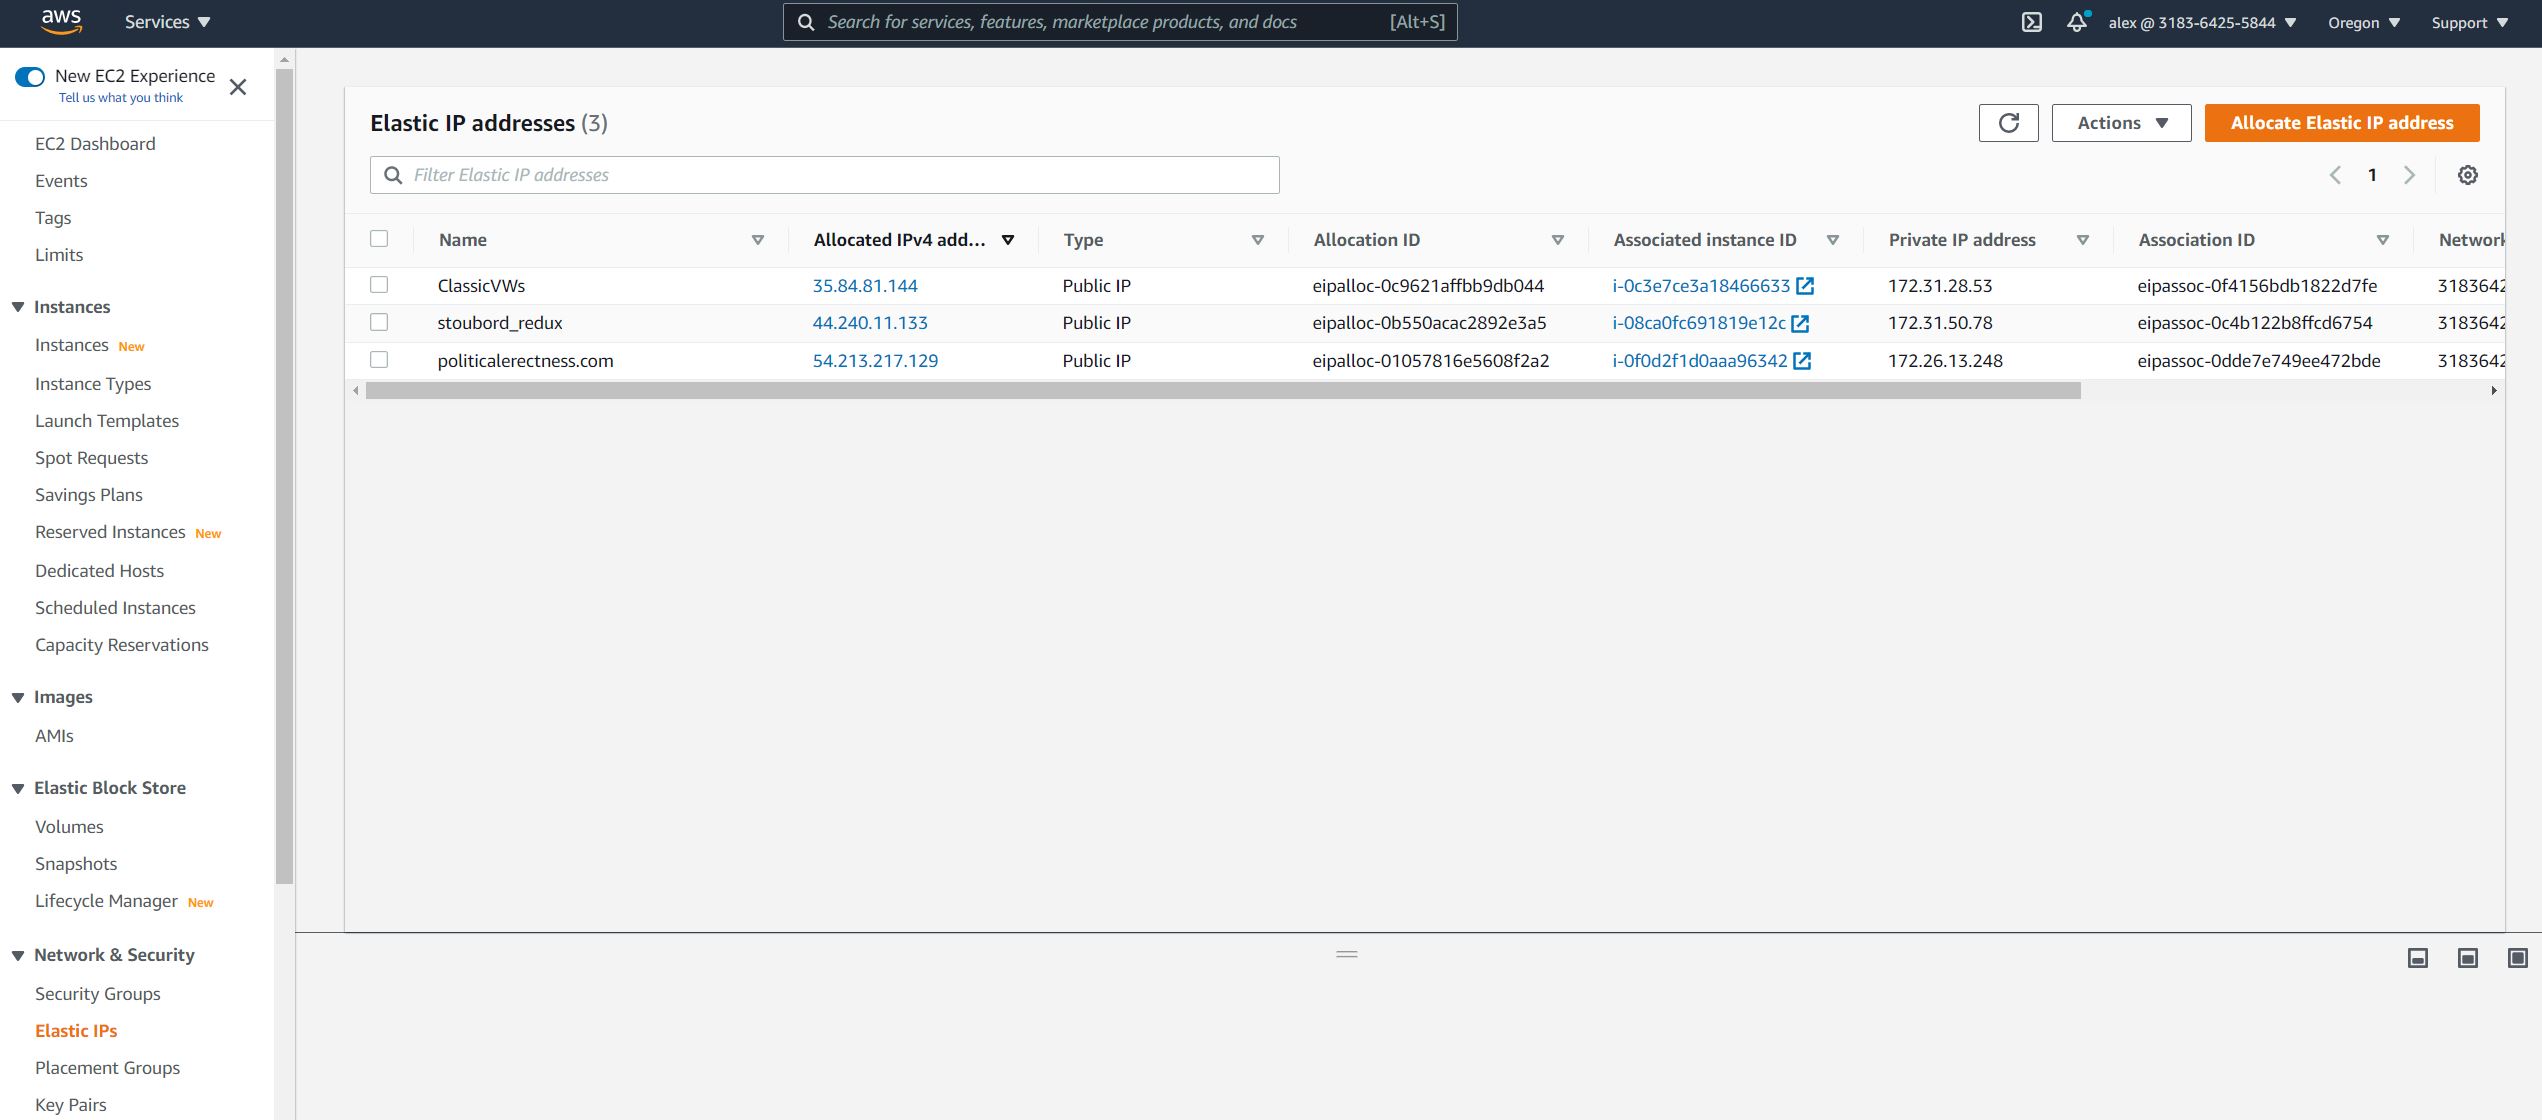 aws
Services
Search for services, features, marketplace products, and docs [Alt+S]
alex @ 3183-6425-5844
Oregon
Support
New EC2 Experience
Tell us what you think
EC2 Dashboard
Events
Tags
Limits
Instances
Instances New
Instance Types
Launch Templates
Spot Requests
Savings Plans
Reserved Instances New
Dedicated Hosts
Scheduled Instances
Capacity Reservations
Images
AMIs
Elastic Block Store
Volumes
Snapshots
Lifecycle Manager New
Network & Security
Security Groups
Elastic IPs
Placement Groups
Key Pairs
Elastic IP addresses (3)
Actions
Allocate Elastic IP address
Filter Elastic IP addresses
1
Name Allocated IPv4 add... Type Allocation ID Associated instance ID Private IP address Association ID Network
ClassicVWs 35.84.81.144 Public IP eipalloc-0c9621affbb9db044 i-0c3e7ce3a18466633 172.31.28.53 eipassoc-0f4156bdb1822d7fe 3183642
stoubord_redux 44.240.11.133 Public IP eipalloc-0b550acac2892e3a5 i-08ca0fc691819e12c 172.31.50.78 eipassoc-0c4b122b8ffcd6754 3183642
politicalerectness.com 54.213.217.129 Public IP eipalloc-01057816e5608f2a2 i-0f0d2f1d0aaa96342 172.26.13.248 eipassoc-0dde7e749ee472bde 3183642